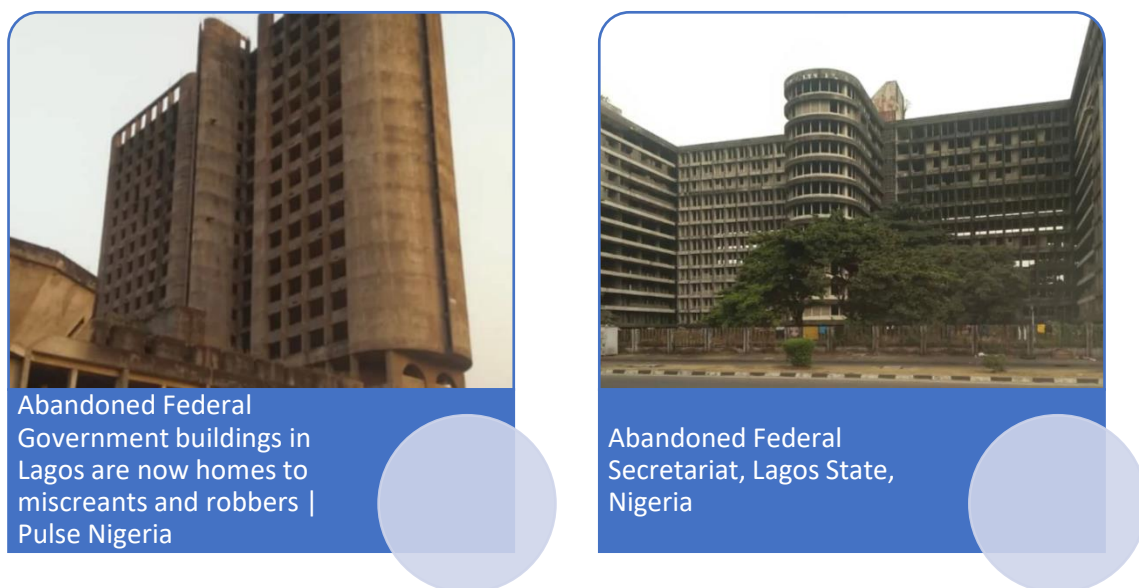 Abandoned Federal
Government buildings in
Lagos are now homes to
miscreants and robbers |
Pulse Nigeria
Abandoned Federal
Secretariat, Lagos State,
Nigeria